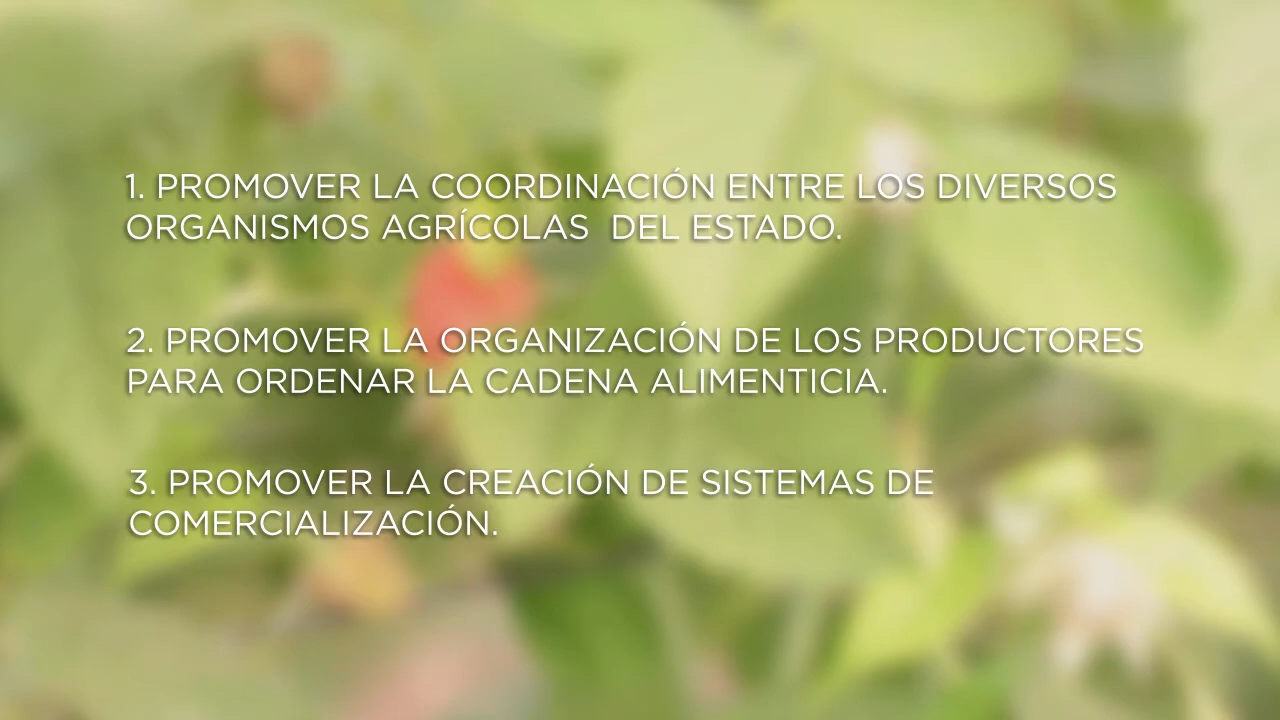 1. PROMOVER LA COORDINACIÓN ENTRE LOS DIVERSOS
ORGANISMOS AGRÍCOLAS  DEL ESTADO.
2. PROMOVER LA ORGANIZACIÓN DE LOS PRODUCTORES
PARA ORDENAR LA CADENA ALIMENTICIA.
3. PROMOVER LA CREACIÓN DE SISTEMAS DE
COMERCIALIZACIÓN.